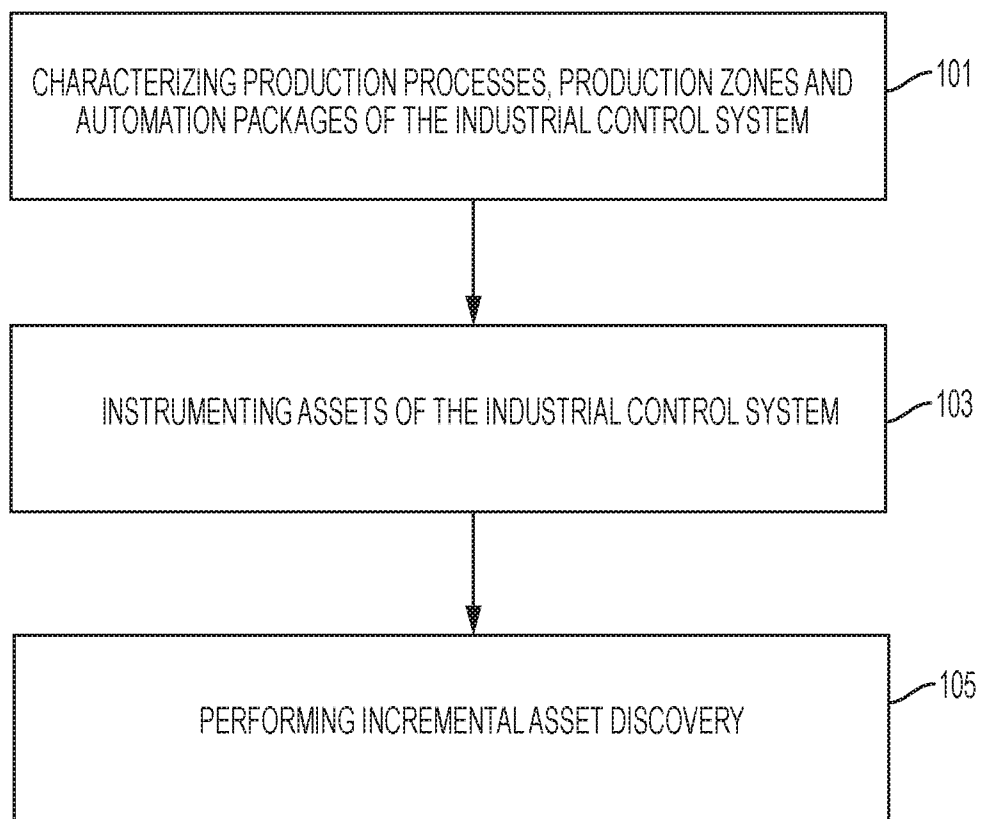 CHARACTERIZING PRODUCTION PROCESSES, PRODUCTION ZONES AND
AUTOMATION PACKAGES OF THE INDUSTRIAL CONTROL SYSTEM
101
INSTRUMENTING ASSETS OF THE INDUSTRIAL CONTROL SYSTEM
103
PERFORMING INCREMENTAL ASSET DISCOVERY
105